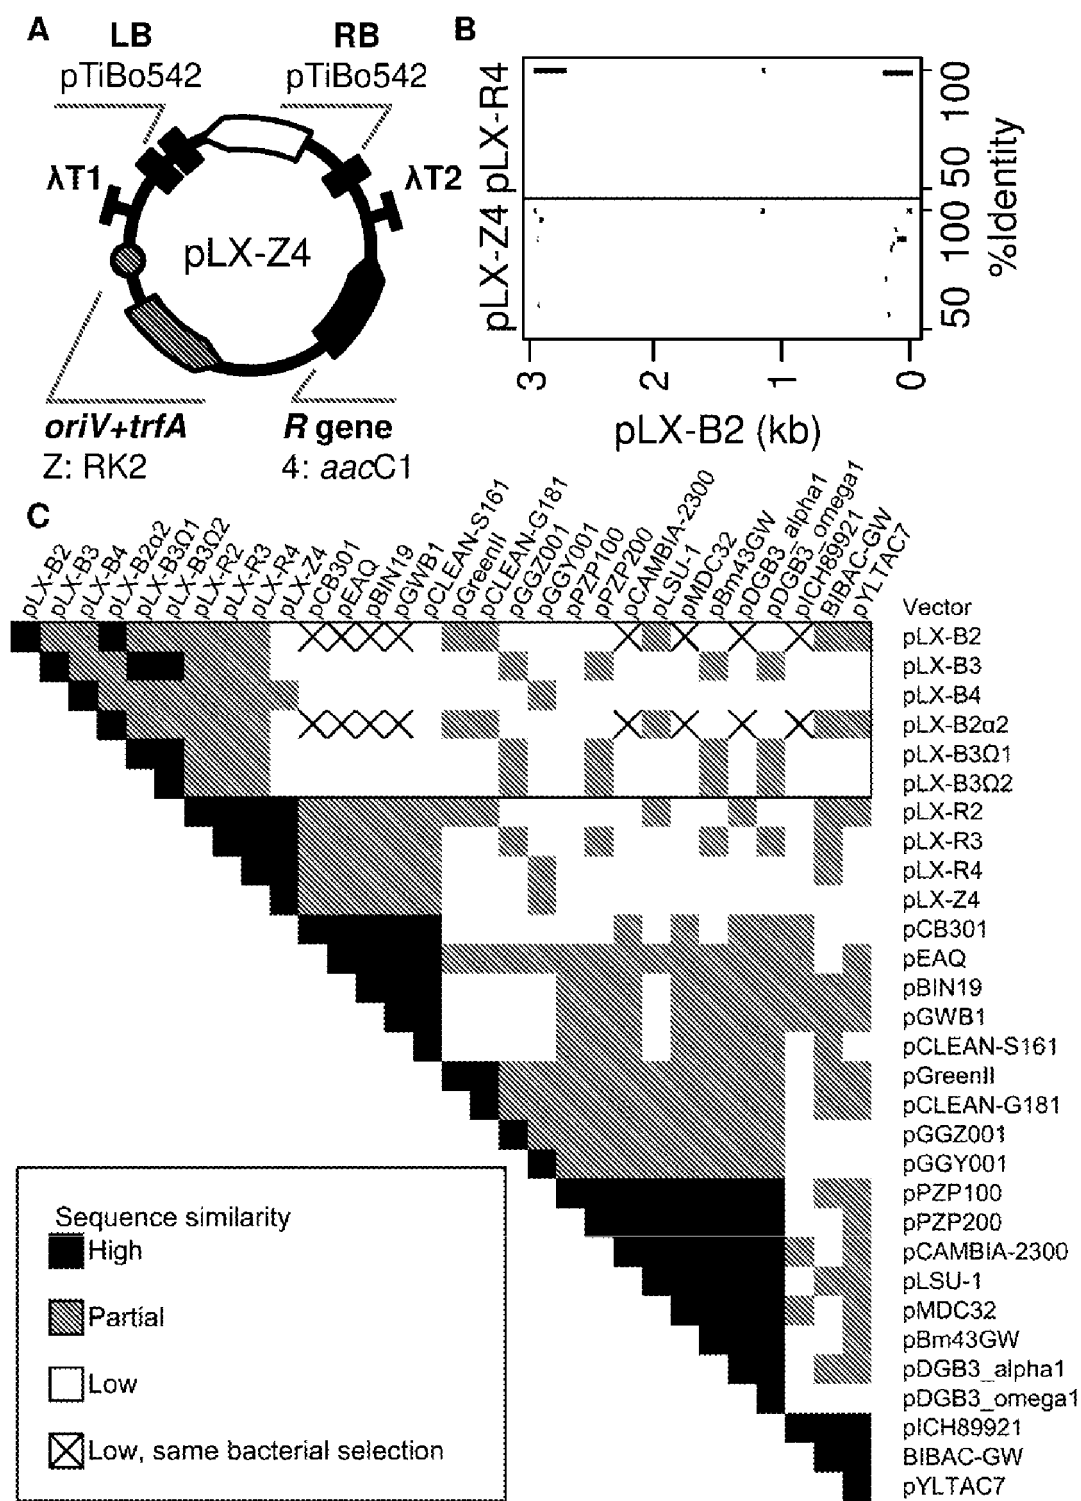 A
LB
pTiBo542
RB
pTiBo542
λT1
λT2
pLX-Z4
oriV+trfA
Z: RK2
R gene
4: aacC1
B
pLX-R4
pLX-Z4
100
50
100
50
%Identity
3
2
1
0
pLX-B2 (kb)
C
pLX-B2
pLX-B3
pLX-B4
pLX-B2α2
pLX-B3Ω1
pLX-B3Ω2
pLX-R2
pLX-R3
pLX-R4
pLX-Z4
pCB301
pEAQ
pBIN19
pGWB1
pCLEAN-S161
pGreenII
pCLEAN-G181
pGGZ001
pGGY001
pPZP100
pPZP200
pCAMBIA-2300
pLSU-1
pMDC32
pBm43GW
pDGB3_alpha1
pDGB3_omega1
pICH89921
BIBAC-GW
pYLTAC7
Vector
pLX-B2
pLX-B3
pLX-B4
pLX-B2α2
pLX-B3Ω1
pLX-B3Ω2
pLX-R2
pLX-R3
pLX-R4
pLX-Z4
pCB301
pEAQ
pBIN19
pGWB1
pCLEAN-S161
pGreenII
pCLEAN-G181
pGGZ001
pGGY001
pPZP100
pPZP200
pCAMBIA-2300
pLSU-1
pMDC32
pBm43GW
pDGB3_alpha1
pDGB3_omega1
pICH89921
BIBAC-GW
pYLTAC7
Sequence similarity
High
Partial
Low
Low, same bacterial selection